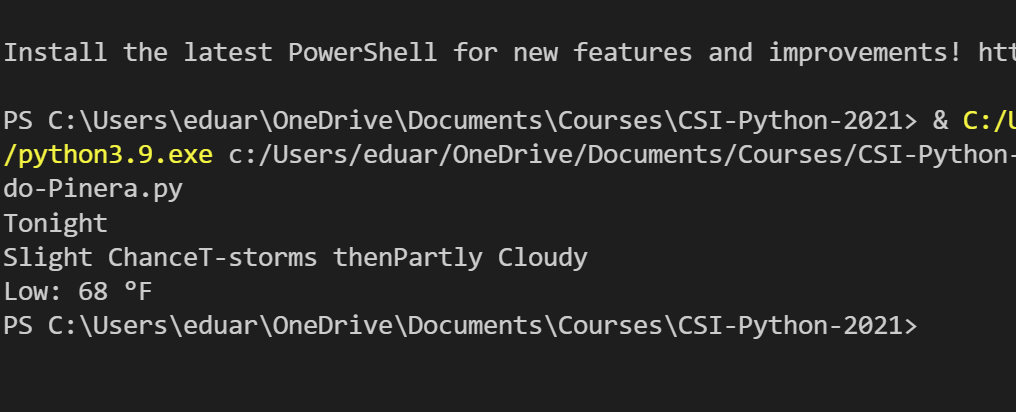 Install the latest PowerShell for new features and improvements! htt
PS C:\Users\eduar\OneDrive\Documents\Courses\CSI-Python-2021> & C:/U
/python3.9.exe c:/Users/eduar/OneDrive/Documents/Courses/CSI-Python-
do-Pinera.py
Tonight
Slight ChanceT-storms thenPartly Cloudy
Low: 68 °F
PS C:\Users\eduar\OneDrive\Documents\Courses\CSI-Python-2021>